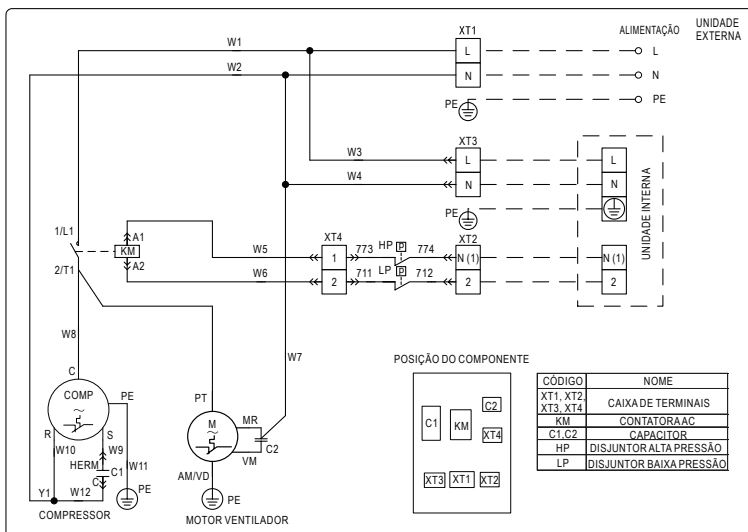 UNIDADE
EXTERNA
ALIMENTAÇÃO
XT1
W1
L
L
W2
N
N
PE
PE
XT3
W3
L
L
W4
N
N
PE
UNIDADE INTERNA
1/L1
A1
KM
A2
2/T1
XT4
HP
P
XT2
W5
1
773
774
N (1)
N (1)
LP
P
W6
2
711
712
2
2
W8
W7
C
COMP
~
PE
R
S
W10
W9
HERM
C1
W11
C
Y1
W12
PE
COMPRESSOR
PT
M
~
MR
C2
VM
AM/VD
PE
MOTOR VENTILADOR
POSIÇÃO DO COMPONENTE
C1
KM
C2
XT4
XT3
XT1
XT2
CÓDIGO NOME
XT1, XT2,
XT3, XT4 CAIXA DE TERMINAIS
KM CONTATORA AC
C1,C2 CAPACITOR
HP DISJUNTOR ALTA PRESSÃO
LP DISJUNTOR BAIXA PRESSÃO